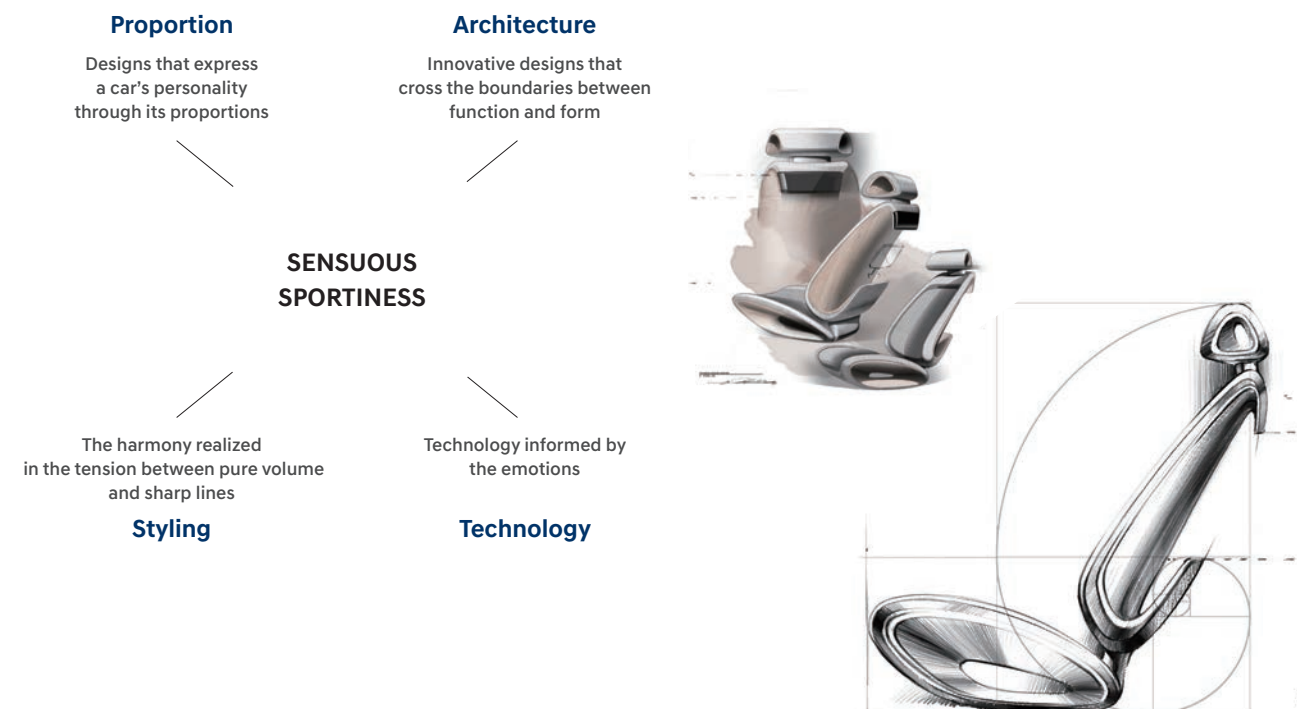 Proportion
Designs that express
a car's personality
through its proportions
Architecture
Innovative designs that
cross the boundaries between
function and form
SENSUOUS
SPORTINESS
The harmony realized
in the tension between pure volume
and sharp lines
Styling
Technology informed by
the emotions
Technology